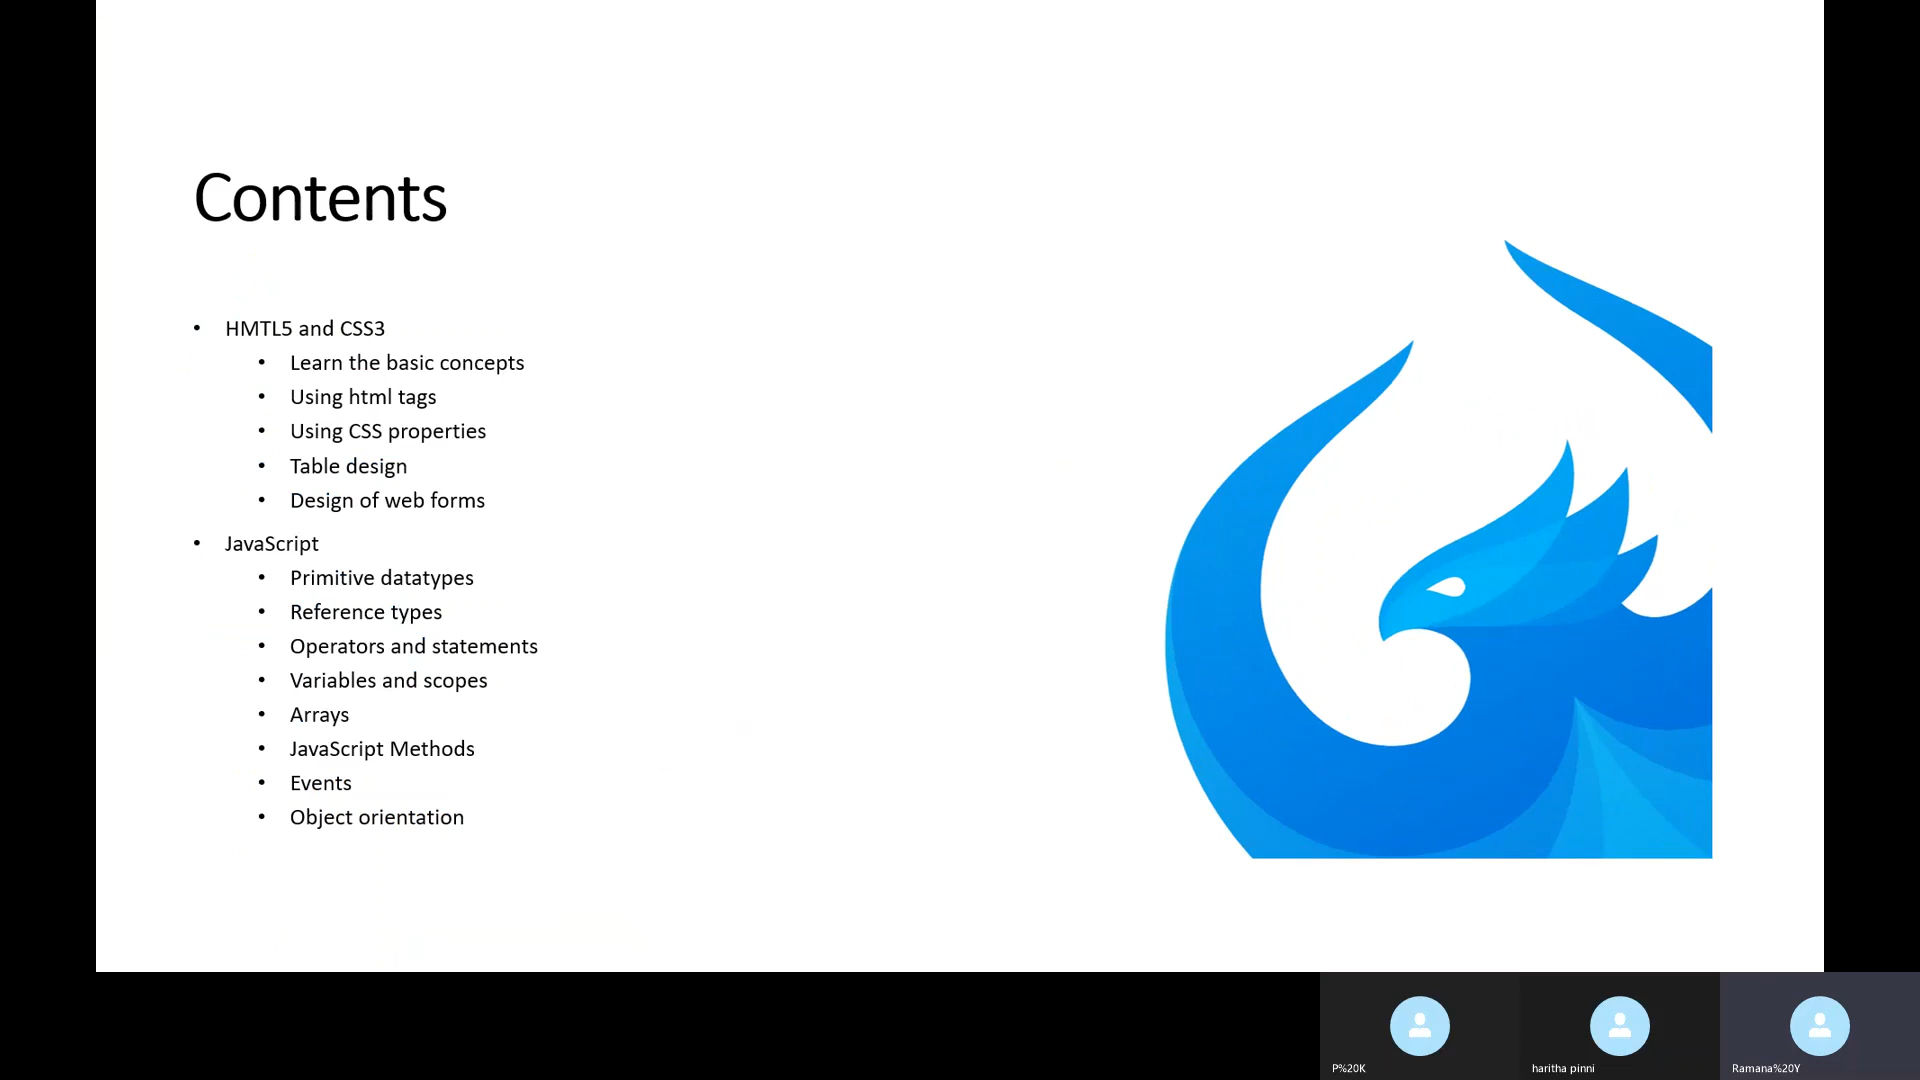 Contents
• HMTL5 and CSS3
• Learn the basic concepts
• Using html tags
• Using CSS properties
• Table design
• Design of web forms
• JavaScript
• Primitive datatypes
• Reference types
• Operators and statements
• Variables and scopes
• Arrays
• JavaScript Methods
• Events
• Object orientation
P%20K
haritha pinni
Ramana%20Y